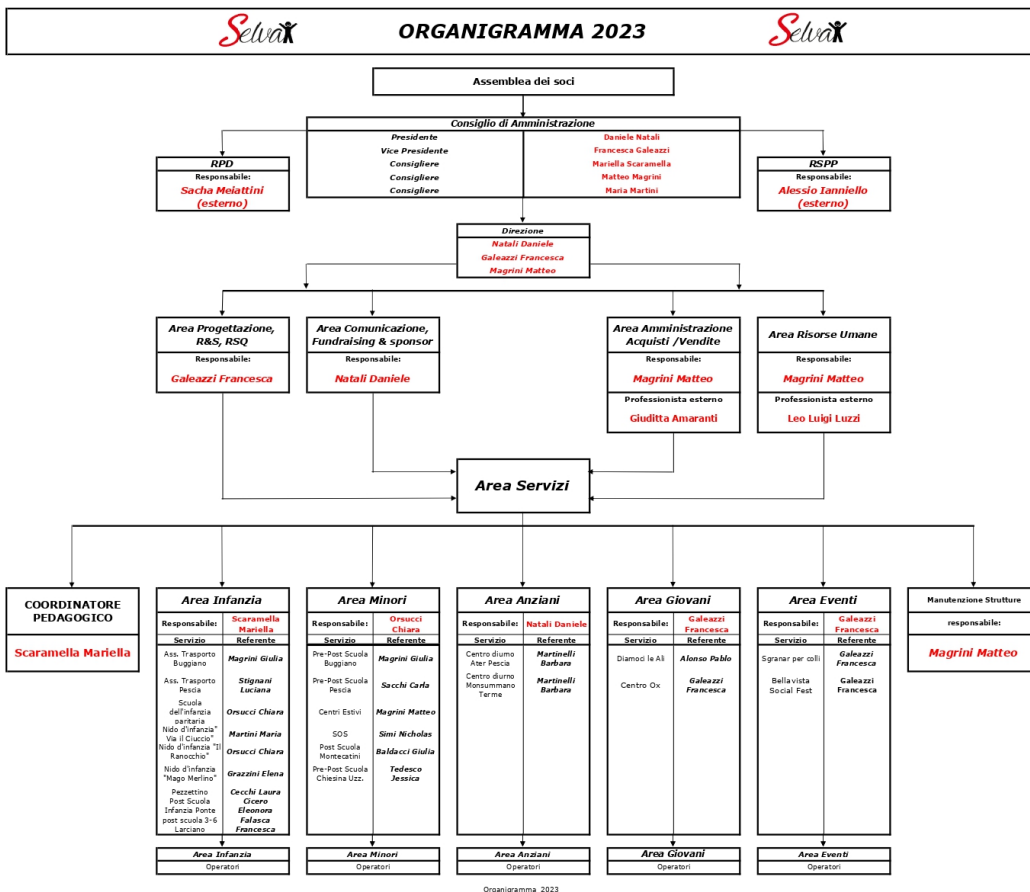 Selva ORGANIGRAMMA 2023 Selva
Assemblea dei soci
Consiglio di Amministrazione
Presidente Daniele Natali
Vice Presidente Francesca Galeazzi
Consigliere Mariella Scaramella
Consigliere Matteo Magrini
Consigliere Maria Martini
RPD
Responsabile:
Sacha Meiattini
(esterno)
RSPP
Responsabile:
Alessio Ianniello
(esterno)
Direzione
Natali Daniele
Galeazzi Francesca
Magrini Matteo
Area Progettazione,
R&S, RSQ
Responsabile:
Galeazzi Francesca
Area Comunicazione,
Fundraising & sponsor
Responsabile:
Natali Daniele
Area Amministrazione
Acquisti /Vendite
Responsabile:
Magrini Matteo
Professionista esterno
Giuditta Amaranti
Area Risorse Umane
Responsabile:
Magrini Matteo
Professionista esterno
Leo Luigi Luzzi
Area Servizi
COORDINATORE
PEDAGOGICO
Scaramella Mariella
Area Infanzia
Responsabile: Scaramella
Mariella
Servizio Referente
Ass. Trasporto
Buggiano Magrini Giulia
Ass. Trasporto
Pescia Stignani
Luciana
Scuola
dell'infanzia
paritaria Orsucci Chiara
Nido d'infanzia"
Via il Ciuccio" Martini Maria
Nido d'infanzia "Il
Ranocchio" Orsucci Chiara
Nido d'infanzia
"Mago Merlino" Grazzini Elena
Pezzettino Cecchi Laura
Post Scuola Cicero
Infanzia Ponte Eleonora
post scuola 3-6 Falasca
Larciano Francesca
Area Infanzia
Operatori
Area Minori
Responsabile: Orsucci
Chiara
Servizio Referente
Pre-Post Scuola
Buggiano Magrini Giulia
Pre-Post Scuola
Pescia Sacchi Carla
Centri Estivi Magrini Matteo
SOS Simi Nicholas
Post Scuola
Montecatini Baldacci Giulia
Pre-Post Scuola Tedesco
Chiesina Uzz. Jessica
Area Minori
Operatori
Area Anziani
Responsabile: Natali Daniele
Servizio Referente
Centro diurno Martinelli
Ater Pescia Barbara
Centro diurno
Monsummano
Terme Martinelli
Barbara
Area Anziani
Operatori
Area Giovani
Responsabile: Galeazzi
Francesca
Servizio Referente
Diamoci le Ali Alonso Pablo
Centro Ox Galeazzi
Francesca
Area Giovani
Operatori
Area Eventi
Responsabile: Galeazzi
Francesca
Servizio Referente
Sgranar per colli Galeazzi
Francesca
Bellavista Galeazzi
Social Fest Francesca
Area Eventi
Operatori
Manutenzione Strutture
responsabile:
Magrini Matteo
Organigramma 2023